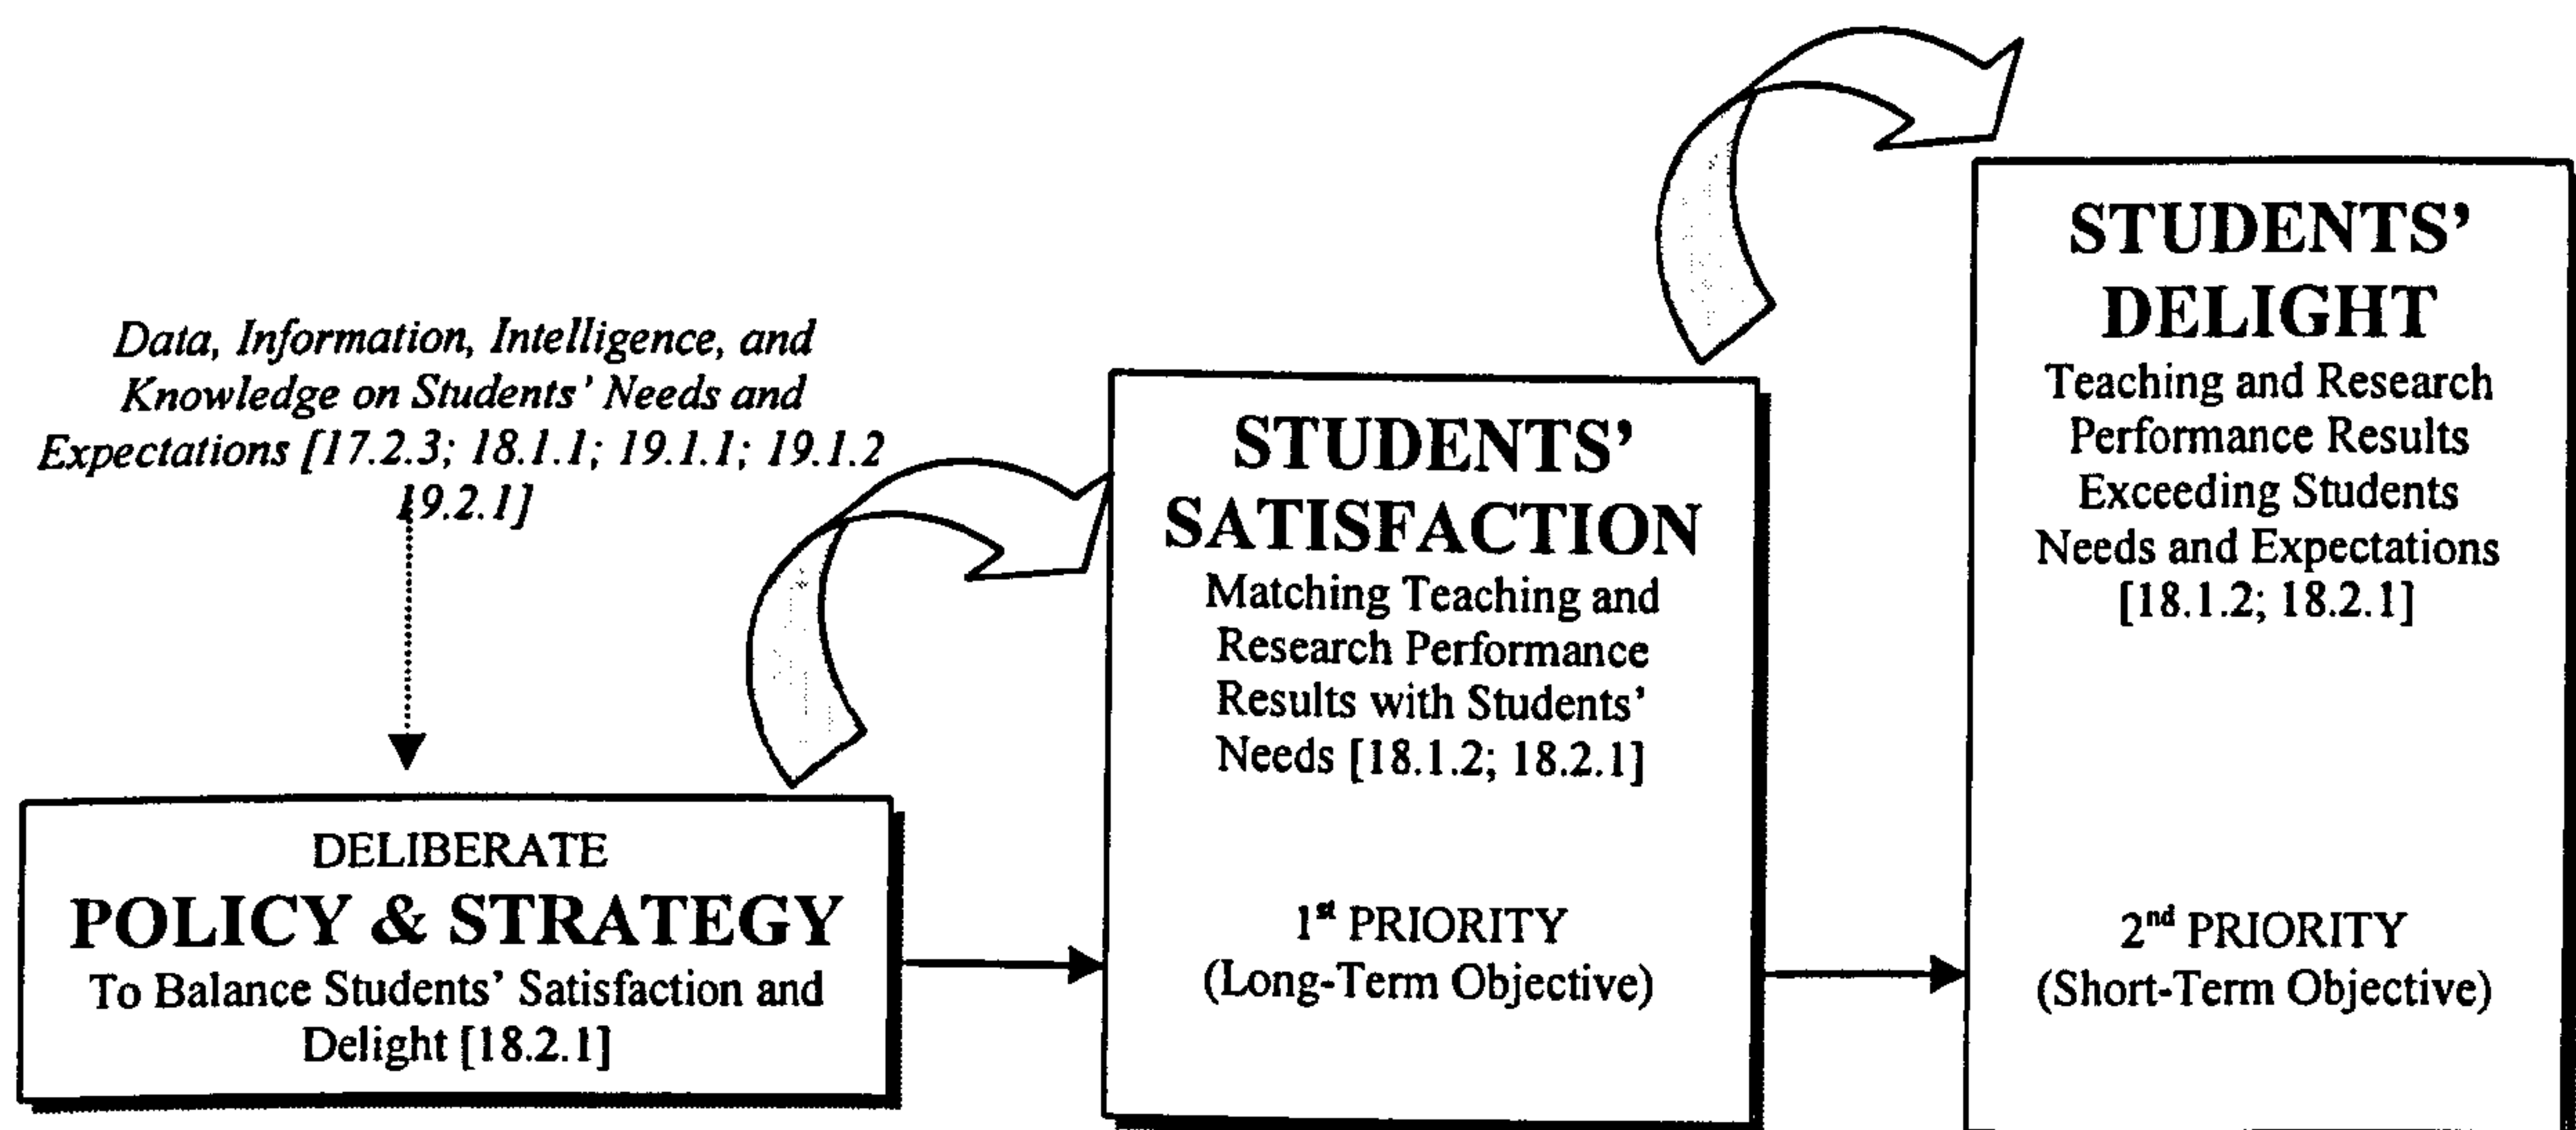 Data, Information, Intelligence, and
Knowledge on Students' Needs and
Expectations [17.2.3; 18.1.1; 19.1.1; 19.1.2
19.2.1]
DELIBERATE
POLICY & STRATEGY
To Balance Students' Satisfaction and
Delight [18.2.1]
STUDENTS'
SATISFACTION
Matching Teaching and
Research Performance
Results with Students'
Needs [18.1.2; 18.2.1]
1st PRIORITY
(Long-Term Objective)
STUDENTS'
DELIGHT
Teaching and Research
Performance Results
Exceeding Students
Needs and Expectations
[18.1.2; 18.2.1]
2nd PRIORITY
(Short-Term Objective)